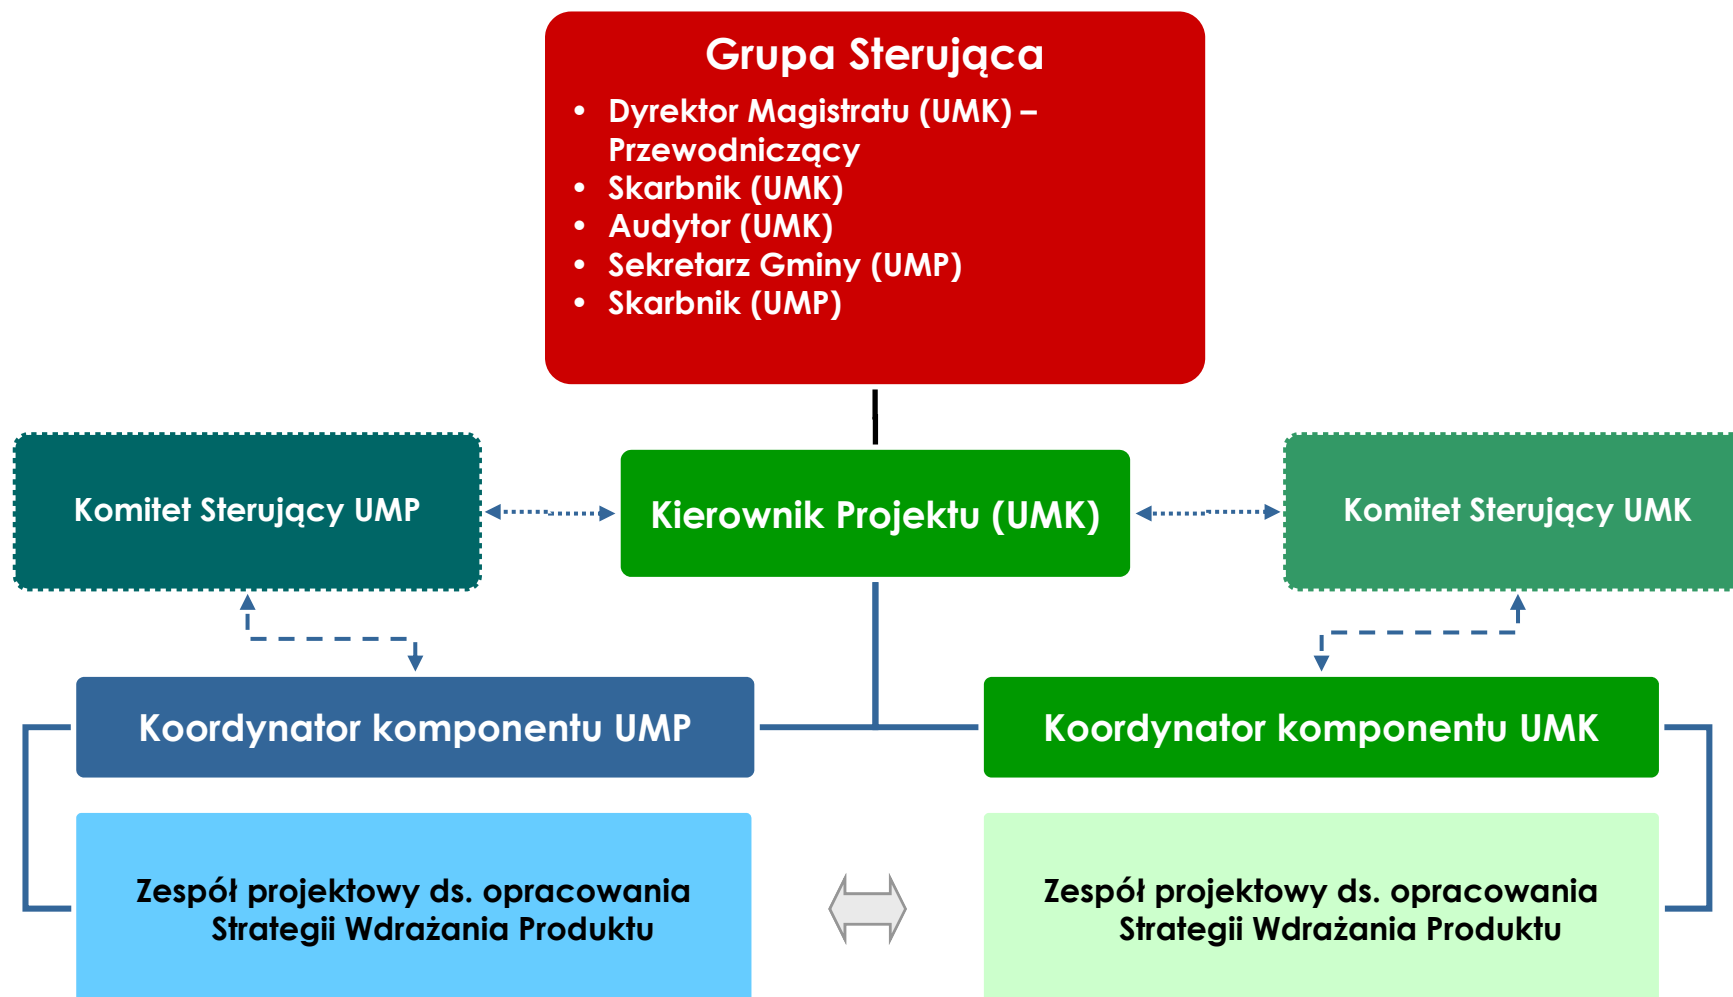 Grupa Sterująca
• Dyrektor Magistratu (UMK) –
Przewodniczący
• Skarbnik (UMK)
• Audytor (UMK)
• Sekretarz Gminy (UMP)
• Skarbnik (UMP)
Komitet Sterujący UMP
Kierownik Projektu (UMK)
Komitet Sterujący UMK
Koordynator komponentu UMP
Koordynator komponentu UMK
Zespół projektowy ds. opracowania
Strategii Wdrażania Produktu
Zespół projektowy ds. opracowania
Strategii Wdrażania Produktu